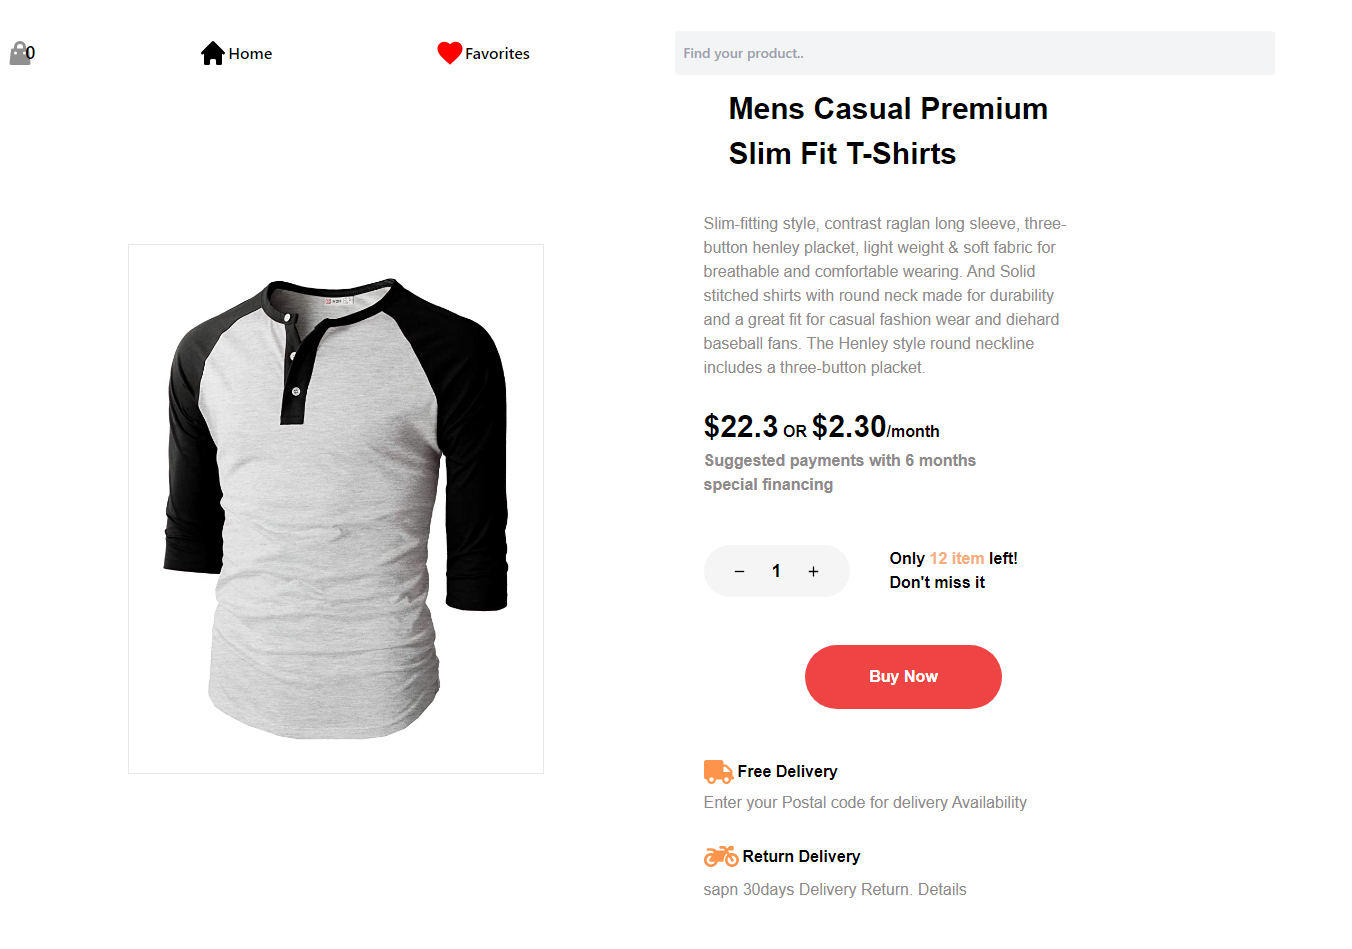 0
Home
Favorites
Find your product..
Mens Casual Premium
Slim Fit T-Shirts
Slim-fitting style, contrast raglan long sleeve, three-
button henley placket, light weight & soft fabric for
breathable and comfortable wearing. And Solid
stitched shirts with round neck made for durability
and a great fit for casual fashion wear and diehard
baseball fans. The Henley style round neckline
includes a three-button placket.
$22.3 OR $2.30/month
Suggested payments with 6 months
special financing
− 1 +
Only 12 item left!
Don't miss it
Buy Now
Free Delivery
Enter your Postal code for delivery Availability
Return Delivery
sapn 30days Delivery Return. Details